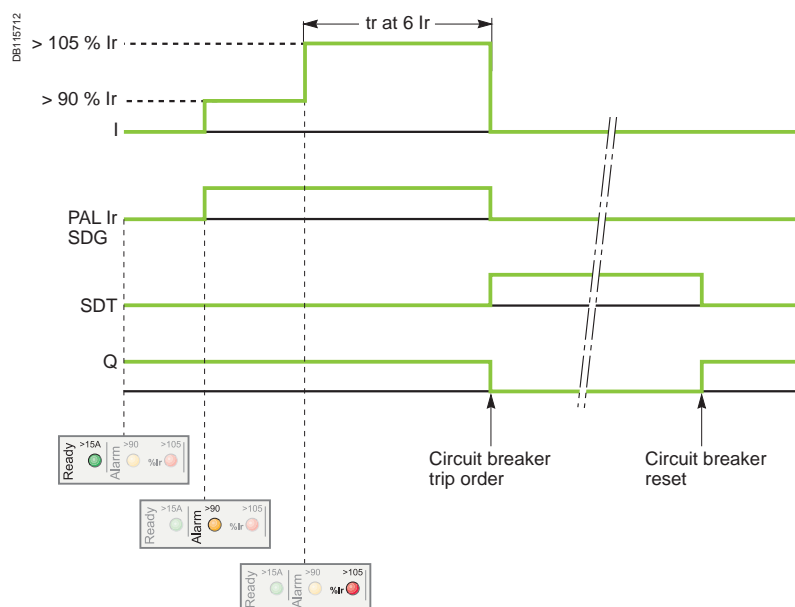 DB115712
tr at 6 Ir
> 105 % Ir
> 90 % Ir
I
PAL Ir
SDG
SDT
Q
Circuit breaker
trip order
Circuit breaker
reset
Ready
>15A
Alarm
>90
%Ir
>105
Ready
>15A
Alarm
>90
%Ir
>105
Ready
>15A
Alarm
>90
%Ir
>105